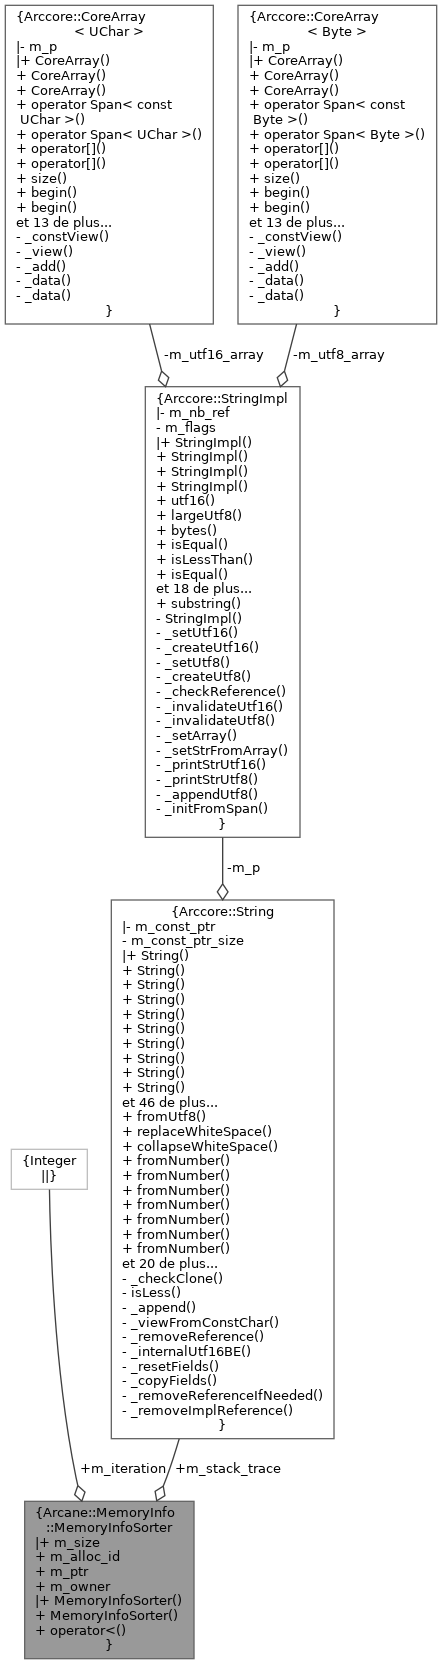 {Arccore::CoreArray
< UChar >
|- m_p
|+ CoreArray()
+ CoreArray()
+ CoreArray()
+ operator Span< const
UChar >()
+ operator Span< UChar >()
+ operator[]()
+ operator[]()
+ size()
+ begin()
+ begin()
et 13 de plus...
- _constView()
- _view()
- _add()
- _data()
- _data()
}
{Arccore::CoreArray
< Byte >
|- m_p
|+ CoreArray()
+ CoreArray()
+ CoreArray()
+ operator Span< const
Byte >()
+ operator Span< Byte >()
+ operator[]()
+ operator[]()
+ size()
+ begin()
+ begin()
et 13 de plus...
- _constView()
- _view()
- _add()
- _data()
- _data()
}
-m_utf16_array
-m_utf8_array
{Arccore::StringImpl
|- m_nb_ref
- m_flags
|+ StringImpl()
+ StringImpl()
+ StringImpl()
+ StringImpl()
+ utf16()
+ largeUtf8()
+ bytes()
+ isEqual()
+ isLessThan()
+ isEqual()
et 18 de plus...
+ substring()
- StringImpl()
- _setUtf16()
- _createUtf16()
- _setUtf8()
- _createUtf8()
- _checkReference()
- _invalidateUtf16()
- _invalidateUtf8()
- _setArray()
- _setStrFromArray()
- _printStrUtf16()
- _printStrUtf8()
- _appendUtf8()
- _initFromSpan()
}
-m_p
{Arccore::String
|- m_const_ptr
- m_const_ptr_size
|+ String()
+ String()
+ String()
+ String()
+ String()
+ String()
+ String()
+ String()
+ String()
+ String()
et 46 de plus...
+ fromUtf8()
+ replaceWhiteSpace()
+ collapseWhiteSpace()
+ fromNumber()
+ fromNumber()
+ fromNumber()
+ fromNumber()
+ fromNumber()
+ fromNumber()
+ fromNumber()
et 20 de plus...
- _checkClone()
- isLess()
- _append()
- _viewFromConstChar()
- _removeReference()
- _internalUtf16BE()
- _resetFields()
- _copyFields()
- _removeReferenceIfNeeded()
- _removeImplReference()
}
{Integer
||}
+m_iteration
+m_stack_trace
{Arcane::MemoryInfo
::MemoryInfoSorter
|+ m_size
+ m_alloc_id
+ m_ptr
+ m_owner
|+ MemoryInfoSorter()
+ MemoryInfoSorter()
+ operator<()
}